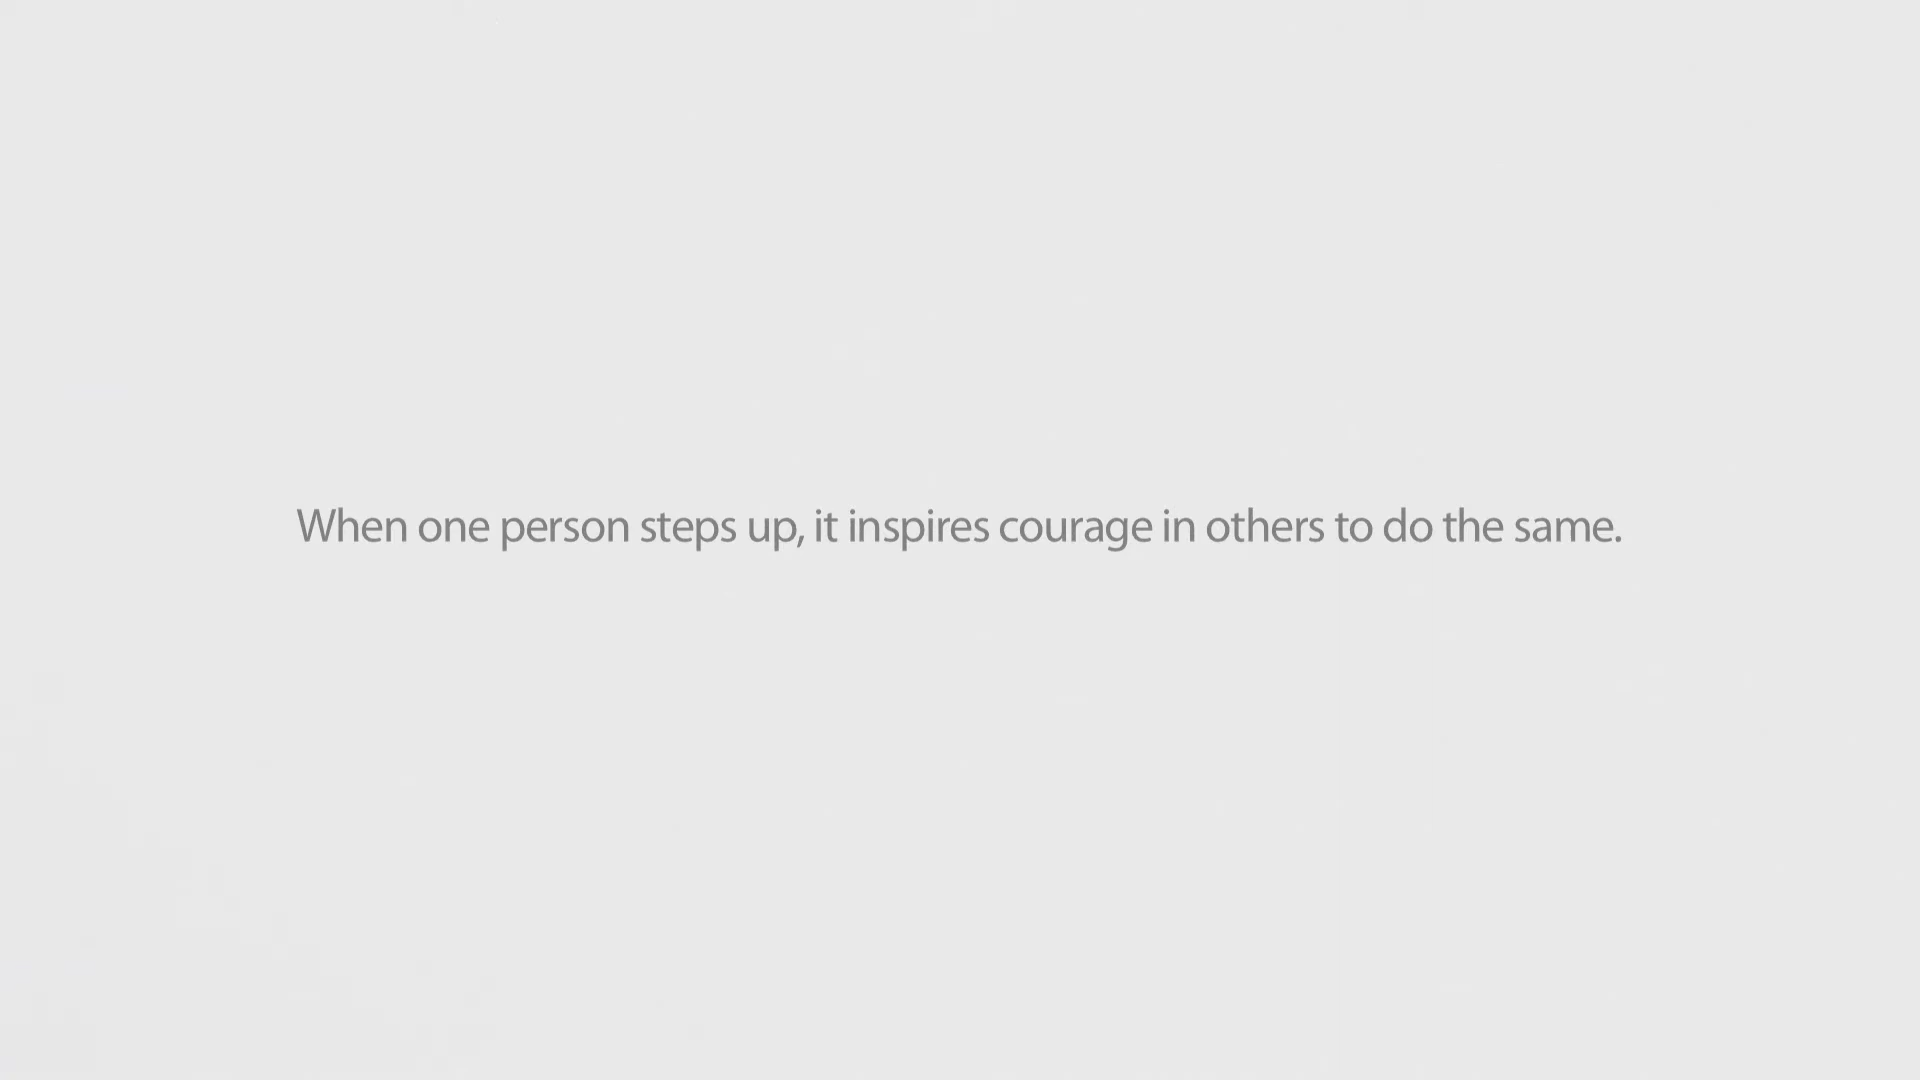 When one person steps up, it inspires courage in others to do the same.